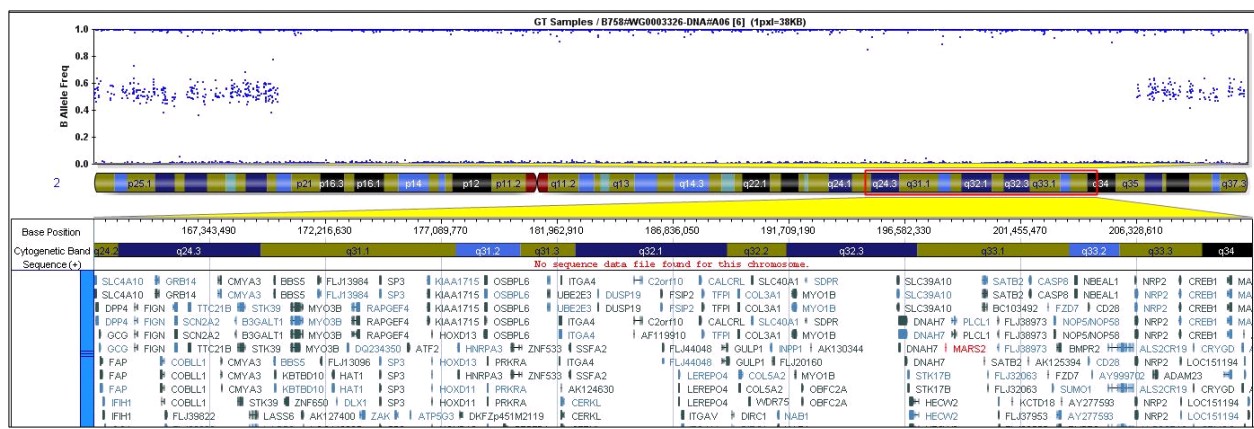 GT Samples / B758#WG0003326-DNA#A06 [6] (1pxl=38KB)
B Allele Freq
1.0
0.8
0.6
0.4
0.2
0.0
2 p25.1 p21 p16.3 p16.1 p14 p12 p11.2 q11.2 q13 q14.3 q22.1 q24.1 q24.3 q31.1 q32.1 q32.3 q33.1 q34 q35 q37.3
Base Position 167,343,490 172,216,630 177,089,770 181,962,910 186,836,050 191,709,190 196,582,330 201,455,470 206,328,610
Cytogenetic Band q24.2 q24.3 q31.1 q31.2 q31.3 q32.1 q32.2 q32.3 q33.1 q33.2 q33.3 q34
Sequence (+) No sequence data file found for this chromosome.
SLC4A10 GRB14 CMYA3 BBS5 FLJ13984 SP3 KIAA1715 OSBPL6 ITGA4 C2orf10 CALCRL SLC40A1 SDPR SLC39A10 SATB2 CASP8 NBEAL1 NRP2 CREB1 MA
SLC4A10 GRB14 CMYA3 BBS5 FLJ13984 SP3 KIAA1715 OSBPL6 UBE2E3 DUSP19 FSIP2 TFPI COL3A1 MYO1B SLC39A10 SATB2 CASP8 NBEAL1 NRP2 CREB1 MA
DPP4 FIGN TTC21B STK39 MYO3B RAPGEF4 KIAA1715 OSBPL6 UBE2E3 DUSP19 FSIP2 TFPI COL3A1 MYO1B SLC39A10 BC103492 FZD7 CD28 NRP2 CREB1 MA
GCG FIGN SCN2A2 B3GALT1 MYO3B RAPGEF4 KIAA1715 HOXD13 ITGA4 C2orf10 CALCRL SLC40A1 SDPR DNAH7 PLCL1 FLJ38973 NOP5/NOP58 NRP2 CREB1 MA
GCG FIGN SCN2A2 B3GALT1 MYO3B RAPGEF4 KIAA1715 HOXD13 ITGA4 AF119910 TFPI COL3A1 MYO1B DNAH7 PLCL1 FLJ38973 NOP5/NOP58 NRP2 CREB1 MA
GCG FIGN TTC21B STK39 MYO3B DQ234350 ATF2 HNRPA3 ZNF533 SSFA2 FLJ44048 GULP1 INPP1 AK130344 DNAH7 MARS2 FLJ38973 BMPR2 ALS2CR19 CRYGD MA
FAP COBLL1 CMYA3 BBS5 FLJ13096 SP3 HNRPA3 PRKRA ITGA4 FLJ44048 GULP1 FLJ20160 DNAH7 SATB2 AK125394 CD28 ADAM23 LOC151194
FAP COBLL1 CMYA3 KBTBD10 HAT1 SP3 HNRPA3 ZNF533 SSFA2 LEREPO4 COL5A2 MYO1B STK17B FLJ32063 FZD7 AY999702 ALS2CR19 CRYGD
FAP COBLL1 CMYA3 KBTBD10 HAT1 SP3 HOXD11 PRKRA AK124630 LEREPO4 COL5A2 OBFC2A STK17B FLJ32063 SUMO1 ALS2CR19 CRYGD
IFIH1 COBLL1 STK39 ZNF650 DLX1 SP3 HOXD11 PRKRA CERKL LEREPO4 WDR75 OBFC2A HECW2 KCTD18 AY277593 NRP2 LOC151194
IFIH1 FLJ39822 LASS6 AK127400 ZAK ATP5G3 DKFZp451M2119 CERKL ITGAV DIRC1 NAB1 HECW2 FLJ37953 AY277593 NRP2 LOC151194